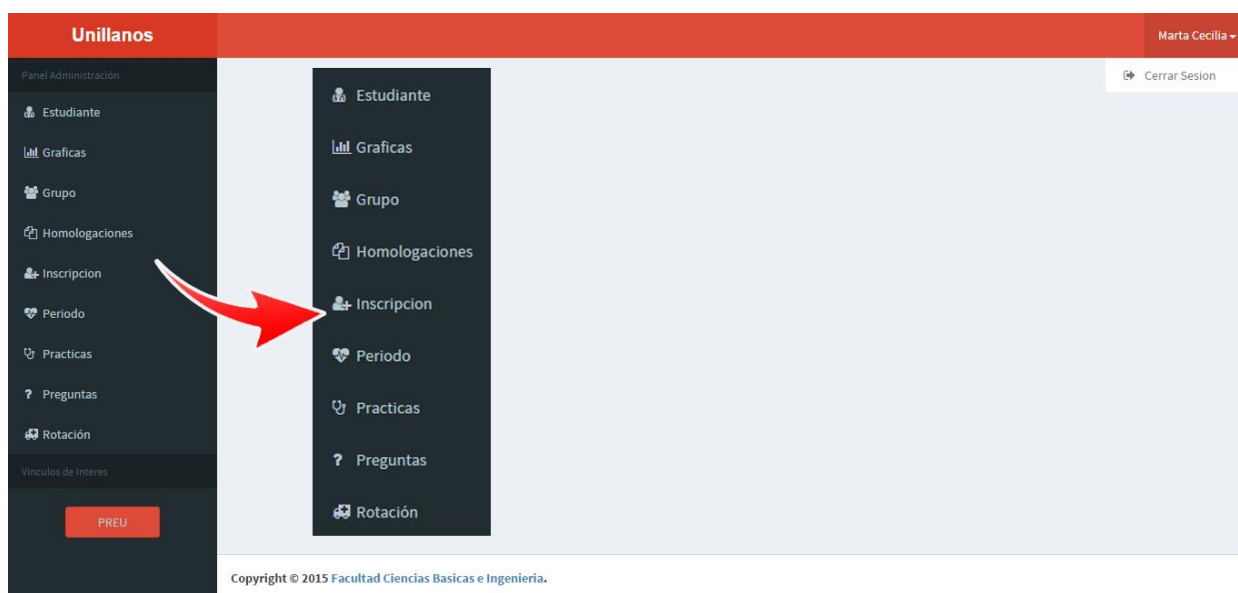 Unillanos
Marta Cecilia
Cerrar Sesion
Panel Administración
Estudiante
Graficas
Grupo
Homologaciones
Inscripcion
Periodo
Practicas
? Preguntas
Rotación
Vinculos de Interes
PREU
Estudiante
Graficas
Grupo
Homologaciones
Inscripcion
Periodo
Practicas
? Preguntas
Rotación
Copyright © 2015 Facultad Ciencias Basicas e Ingenieria.